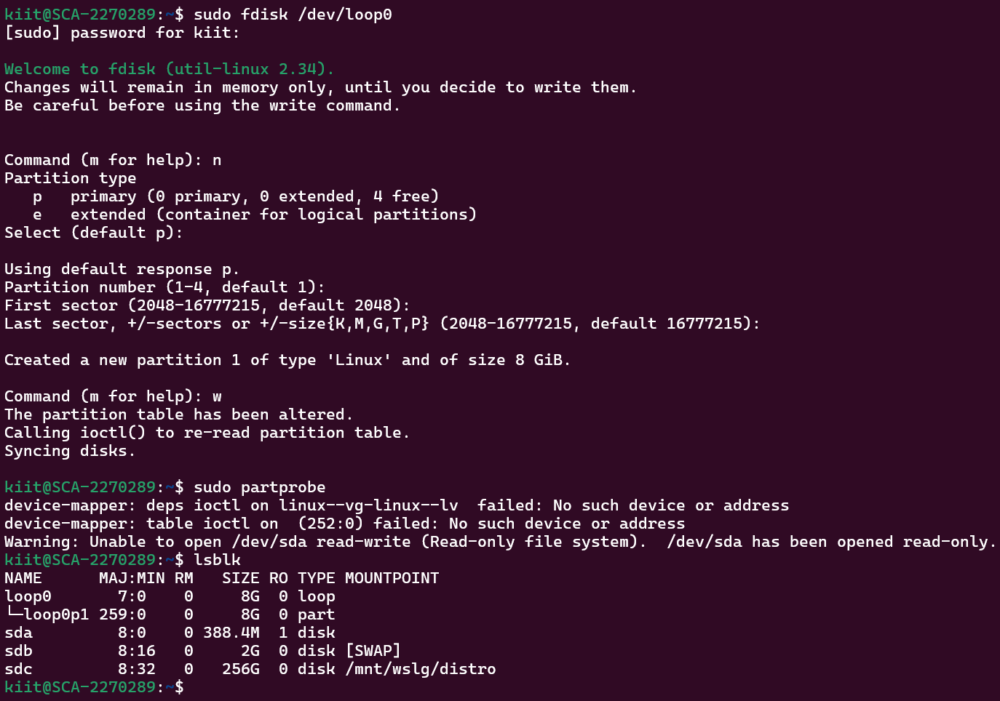 kiit@SCA-2270289:~$ sudo fdisk /dev/loop0
[sudo] password for kiit:
Welcome to fdisk (util-linux 2.34).
Changes will remain in memory only, until you decide to write them.
Be careful before using the write command.
Command (m for help): n
Partition type
   p   primary (0 primary, 0 extended, 4 free)
   e   extended (container for logical partitions)
Select (default p):
Using default response p.
Partition number (1-4, default 1):
First sector (2048-16777215, default 2048):
Last sector, +/-sectors or +/-size{K,M,G,T,P} (2048-16777215, default 16777215):
Created a new partition 1 of type 'Linux' and of size 8 GiB.
Command (m for help): w
The partition table has been altered.
Calling ioctl() to re-read partition table.
Syncing disks.
kiit@SCA-2270289:~$ sudo partprobe
device-mapper: deps ioctl on linux--vg-linux--lv  failed: No such device or address
device-mapper: table ioctl on  (252:0) failed: No such device or address
Warning: Unable to open /dev/sda read-write (Read-only file system).  /dev/sda has been opened read-only.
kiit@SCA-2270289:~$ lsblk
NAME      MAJ:MIN RM   SIZE RO TYPE MOUNTPOINT
loop0       7:0    0     8G  0 loop
└─loop0p1 259:0    0     8G  0 part
sda         8:0    0 388.4M  1 disk
sdb         8:16   0     2G  0 disk [SWAP]
sdc         8:32   0   256G  0 disk /mnt/wslg/distro
kiit@SCA-2270289:~$